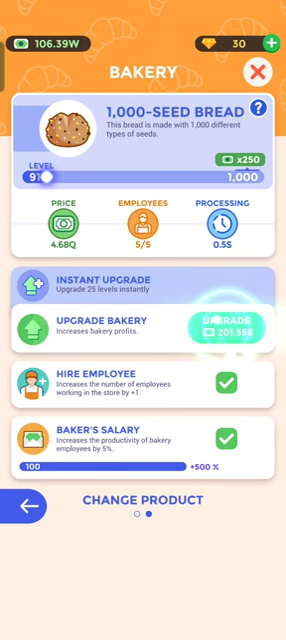 106.39W
30
BAKERY
1,000-SEED BREAD
?
This bread is made with 1,000 different
types of seeds.
x250
LEVEL
1,000
PRICE
EMPLOYEES
PROCESSING
4.68Q
5/5
0.5S
INSTANT UPGRADE
Upgrade 25 levels instantly
UPGRADE BAKERY
Increases bakery profits.
UPGRADE
201.55S
HIRE EMPLOYEE
Increases the number of employees
working in the store by +1.
BAKER'S SALARY
Increases the productivity of bakery
employees by 5%.
100
+500 %
CHANGE PRODUCT